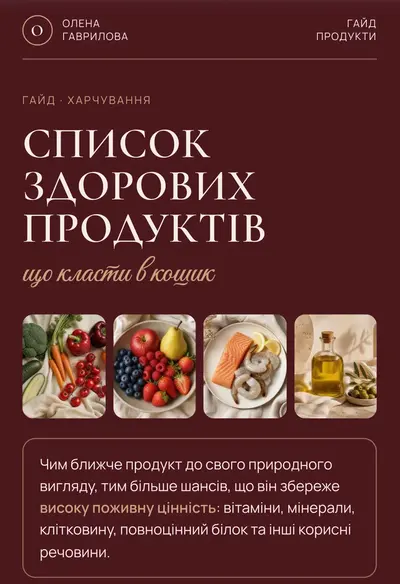 О
ОЛЕНА
ГАВРИЛОВА
ГАЙД
ПРОДУКТИ
ГАЙД · ХАРЧУВАННЯ
СПИСОК
ЗДОРОВИХ
ПРОДУКТІВ
що класти в кошик
Чим ближче продукт до свого природного
вигляду, тим більше шансів, що він збереже
високу поживну цінність: вітаміни, мінерали,
клітковину, повноцінний білок та інші корисні
речовини.